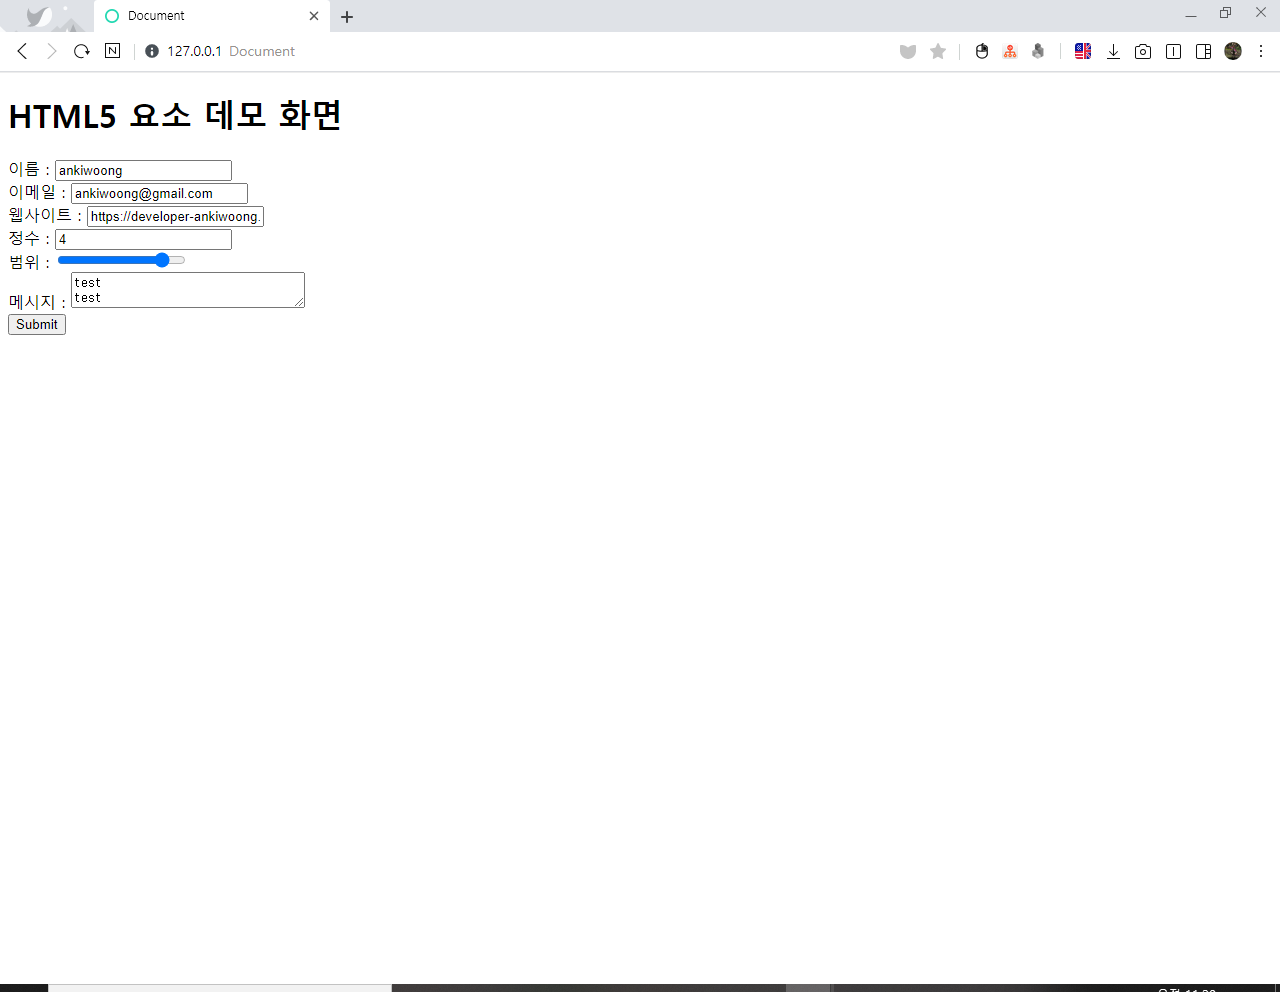 Document
N
127.0.0.1 Document
HTML5 요소 데모 화면
이름 : ankiwoong
이메일 : ankiwoong@gmail.com
웹사이트 : https://developer-ankiwoong.
정수 : 4
범위 :
메시지 : test
test
Submit